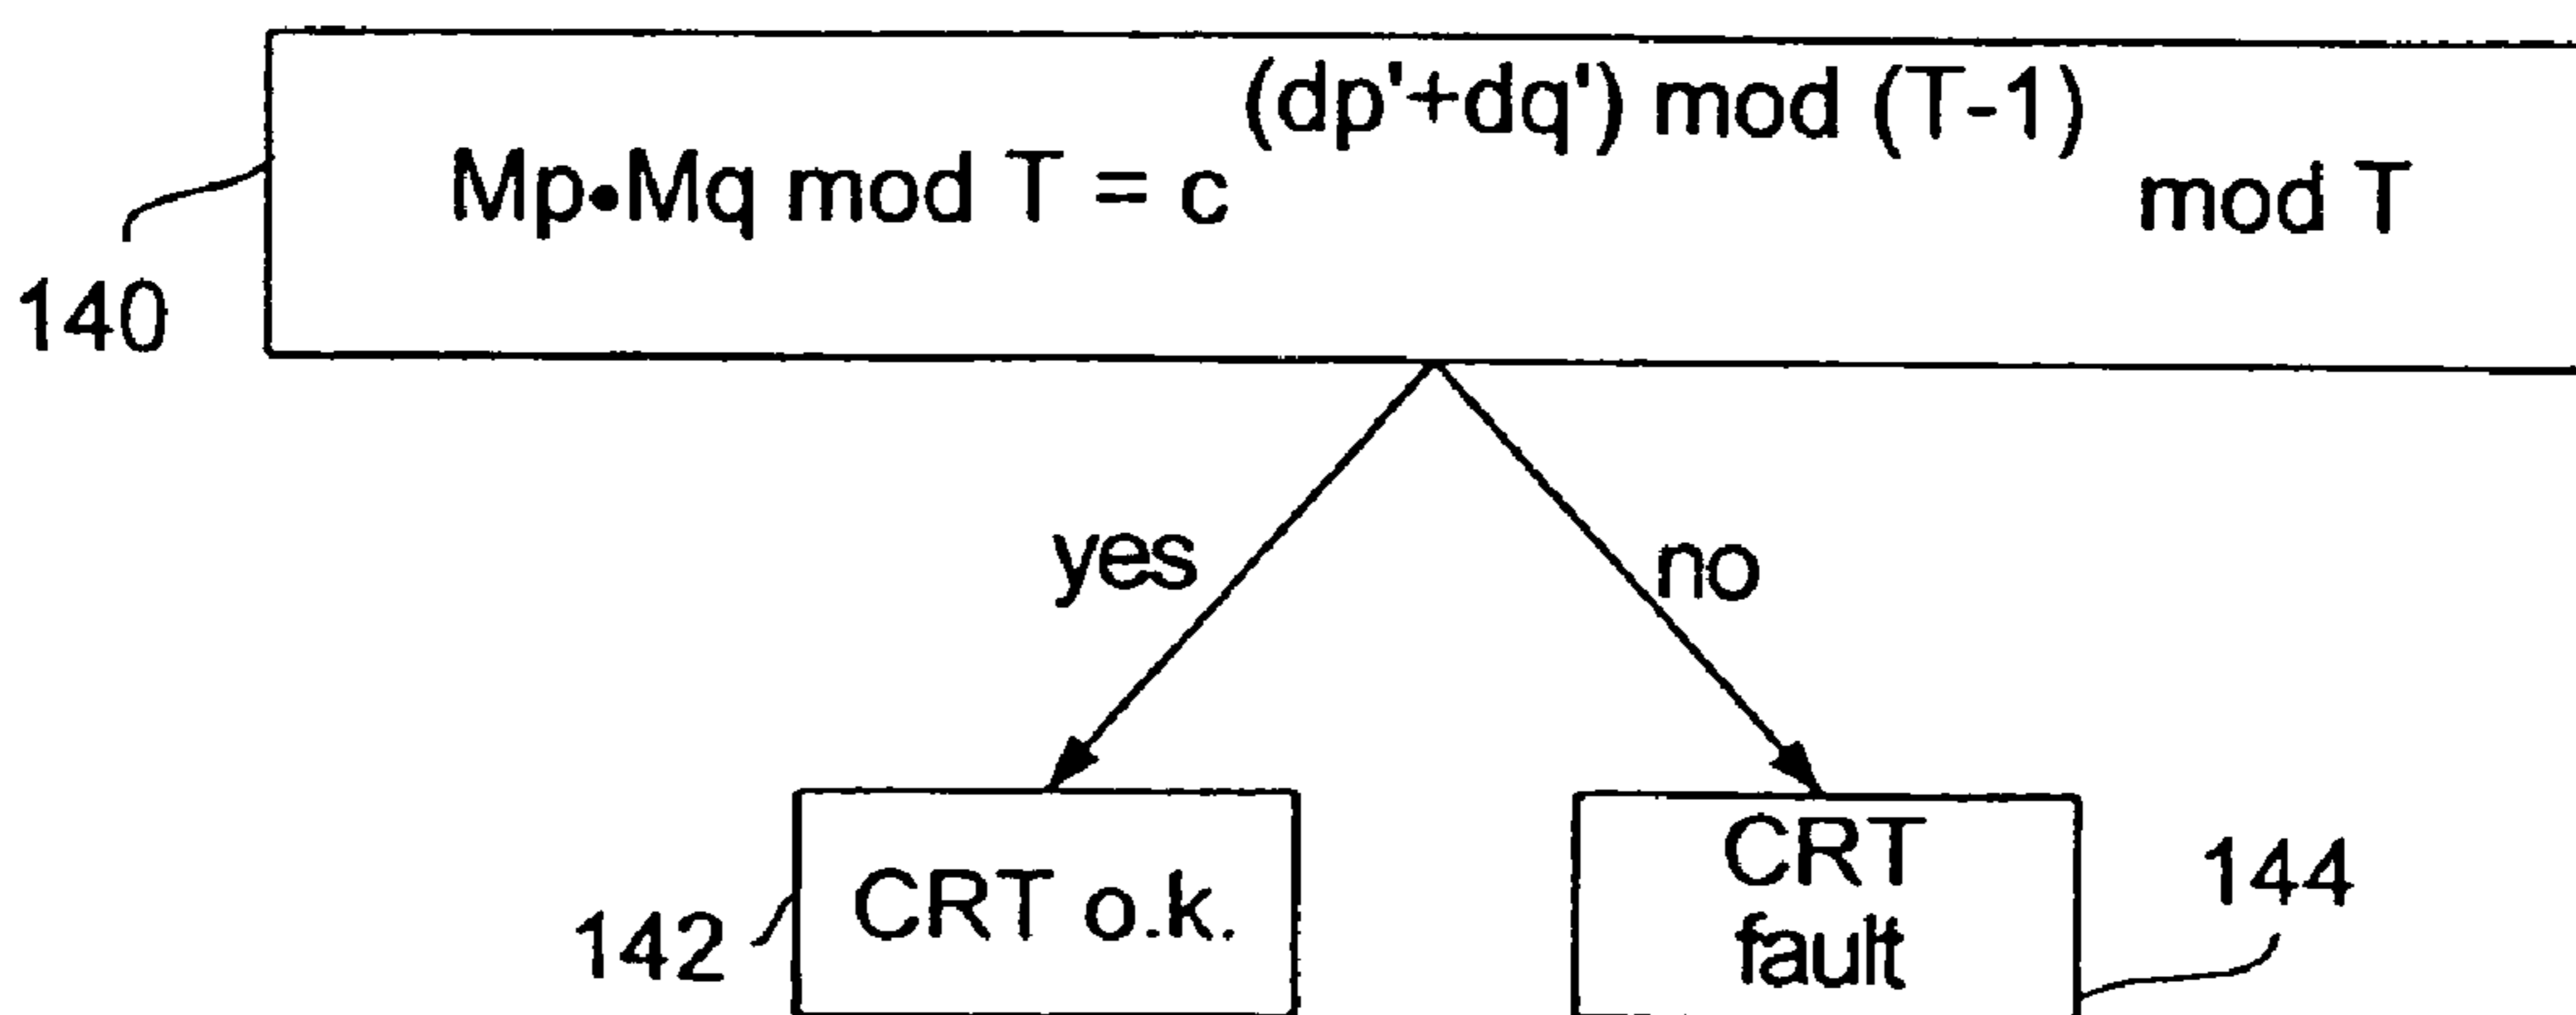 (dp'+dq') mod (T-1)
Mp•Mq mod T = c mod T
140
yes
no
CRT o.k.
142
CRT
fault
144